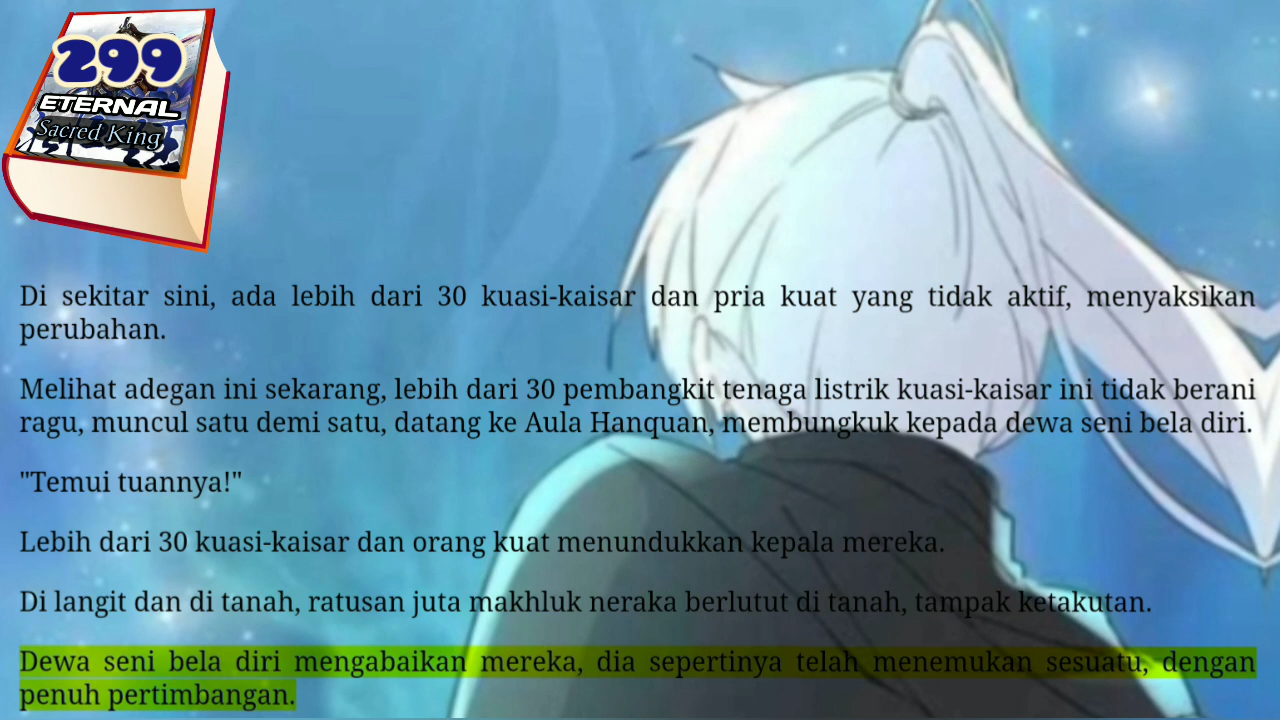 299
ETERNAL
Sacred King
Di sekitar sini, ada lebih dari 30 kuasi-kaisar dan pria kuat yang tidak aktif, menyaksikan
perubahan.
Melihat adegan ini sekarang, lebih dari 30 pembangkit tenaga listrik kuasi-kaisar ini tidak berani
ragu, muncul satu demi satu, datang ke Aula Hanquan, membungkuk kepada dewa seni bela diri.
"Temui tuannya!"
Lebih dari 30 kuasi-kaisar dan orang kuat menundukkan kepala mereka.
Di langit dan di tanah, ratusan juta makhluk neraka berlutut di tanah, tampak ketakutan.
Dewa seni bela diri mengabaikan mereka, dia sepertinya telah menemukan sesuatu, dengan
penuh pertimbangan.